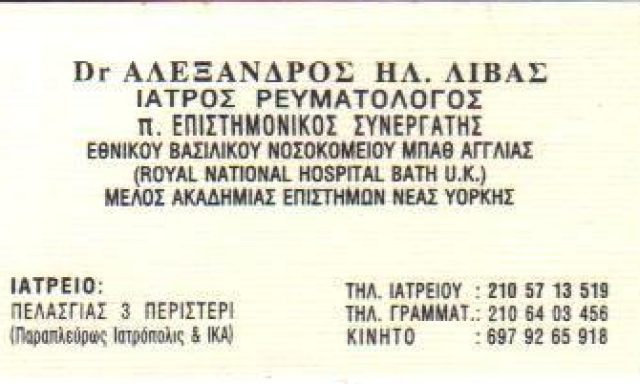 Dr ΑΛΕΞΑΝΔΡΟΣ ΗΛ. ΛΙΒΑΣ
ΙΑΤΡΟΣ ΡΕΥΜΑΤΟΛΟΓΟΣ
π. ΕΠΙΣΤΗΜΟΝΙΚΟΣ ΣΥΝΕΡΓΑΤΗΣ
ΕΘΝΙΚΟΥ ΒΑΣΙΛΙΚΟΥ ΝΟΣΟΚΟΜΕΙΟΥ ΜΠΑΘ ΑΓΓΛΙΑΣ
(ROYAL NATIONAL HOSPITAL BATH U.K.)
ΜΕΛΟΣ ΑΚΑΔΗΜΙΑΣ ΕΠΙΣΤΗΜΩΝ ΝΕΑΣ ΥΟΡΚΗΣ
ΙΑΤΡΕΙΟ:
ΠΕΛΑΣΓΙΑΣ 3 ΠΕΡΙΣΤΕΡΙ
(Παραπλεύρως Ιατρόπολις & ΙΚΑ)
ΤΗΛ. ΙΑΤΡΕΙΟΥ : 210 57 13 519
ΤΗΛ. ΓΡΑΜΜΑΤ.: 210 64 03 456
ΚΙΝΗΤΟ : 697 92 65 918